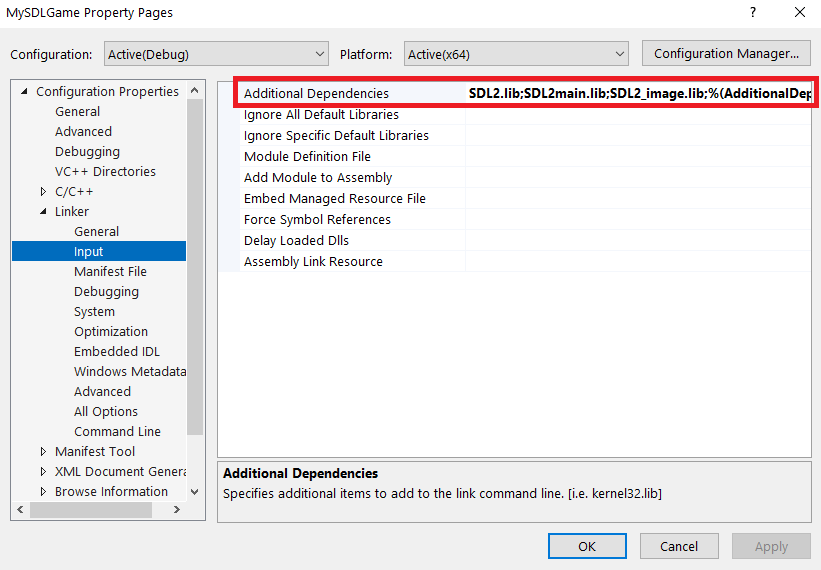 MySDLGame Property Pages
Configuration: Active(Debug) Platform: Active(x64) Configuration Manager...
Configuration Properties
General
Advanced
Debugging
VC++ Directories
C/C++
Linker
General
Input
Manifest File
Debugging
System
Optimization
Embedded IDL
Windows Metadata
Advanced
All Options
Command Line
Manifest Tool
XML Document Genera
Browse Information
Additional Dependencies SDL2.lib;SDL2main.lib;SDL2_image.lib;%(AdditionalDep
Ignore All Default Libraries
Ignore Specific Default Libraries
Module Definition File
Add Module to Assembly
Embed Managed Resource File
Force Symbol References
Delay Loaded Dlls
Assembly Link Resource
Additional Dependencies
Specifies additional items to add to the link command line. [i.e. kernel32.lib]
OK Cancel Apply